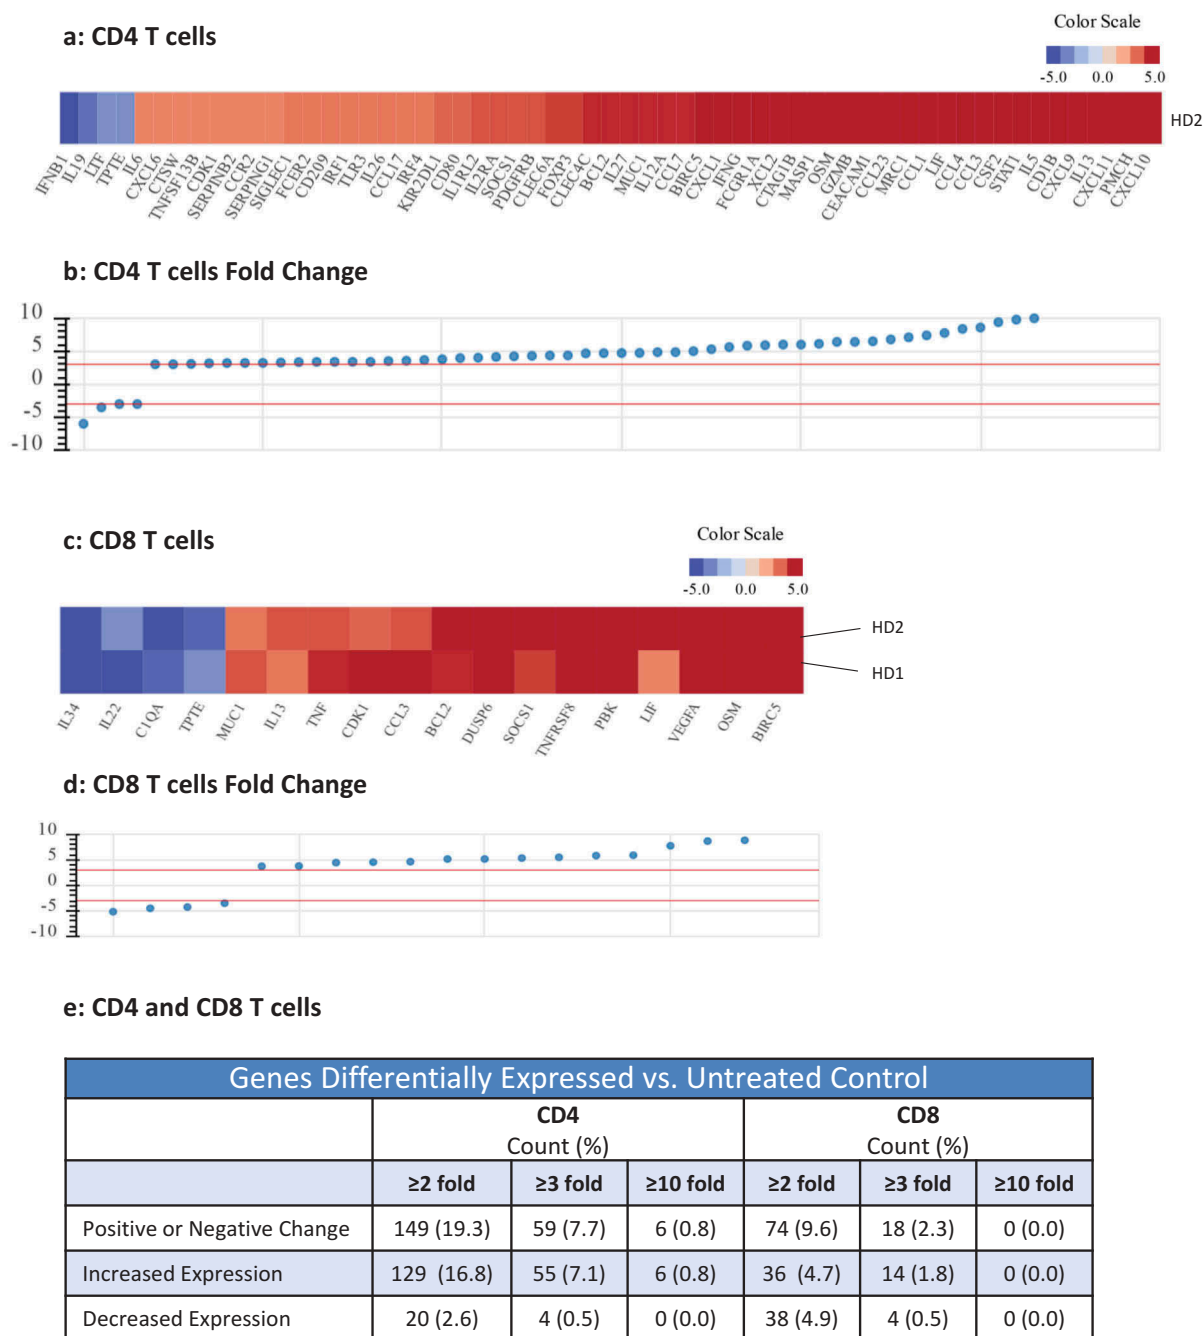 a: CD4 T cells
Color Scale
-5.0 0.0 5.0
HD2
IFNB1 IL19 LTF TPTE IL6 CXCL6 CTSW TNFSF13B CDK1 SERPINB2 CCR2 SERPING1 SIGLEC1 FCER2 CD209 IRF1 TLR3 IL26 CCL17 IRF4 KIR2DL1 CD80 IL1RL2 IL2RA SOCS1 PDGFRB CLEC6A FOXP3 CLEC4C BCL2 IL27 MUC1 IL12A CCL7 BIRC5 CXCL1 IFNG FCGR1A XCL2 CTAG1B MASP1 OSM GZMB CEACAM1 CCL23 MRC1 CCL1 LIF CCL4 CCL3 CSF2 STAT1 IL5 CD1B CXCL9 IL13 CXCL11 PMCH CXCL10
b: CD4 T cells Fold Change
10
5
0
-5
-10
c: CD8 T cells
Color Scale
-5.0 0.0 5.0
HD2
HD1
IL34 IL22 C1QA TPTE MUC1 IL13 TNF CDK1 CCL3 BCL2 DUSP6 SOCS1 TNFRSF8 PBK LIF VEGFA OSM BIRC5
d: CD8 T cells Fold Change
10
5
0
-5
-10
e: CD4 and CD8 T cells
Genes Differentially Expressed vs. Untreated Control
CD4 CD8
Count (%) Count (%)
≥2 fold ≥3 fold ≥10 fold ≥2 fold ≥3 fold ≥10 fold
Positive or Negative Change 149 (19.3) 59 (7.7) 6 (0.8) 74 (9.6) 18 (2.3) 0 (0.0)
Increased Expression 129 (16.8) 55 (7.1) 6 (0.8) 36 (4.7) 14 (1.8) 0 (0.0)
Decreased Expression 20 (2.6) 4 (0.5) 0 (0.0) 38 (4.9) 4 (0.5) 0 (0.0)